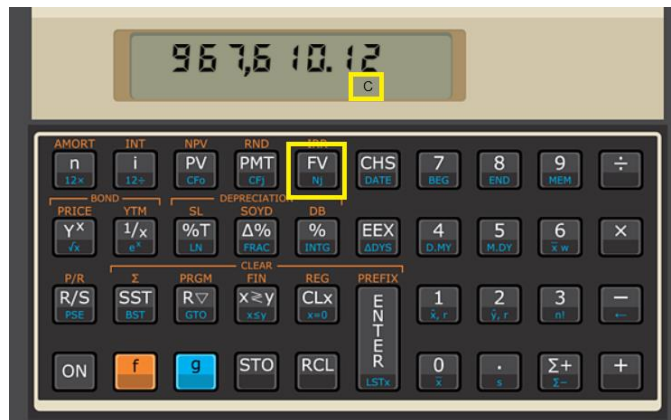 967,610.12
C
AMORT INT NPV RND IRR
n i PV PMT FV CHS 7 8 9 ÷
12× 12÷ CFo CFj Nj DATE BEG END MEM
BOND DEPRECIATION
PRICE YTM SL SOYD DB
Yˣ 1/x %T Δ% % EEX 4 5 6 ×
√x eˣ LN FRAC INTG ΔDYS D.MY M.DY x̄ w
CLEAR
P/R Σ PRGM FIN REG PREFIX
R/S SST R▽ x≷y CLx ENTER 1 2 3 −
PSE BST GTO x≤y x=0 x̂, r ŷ, r n! ←
ON f g STO RCL 0 . Σ+ +
LSTx x̄ s Σ−